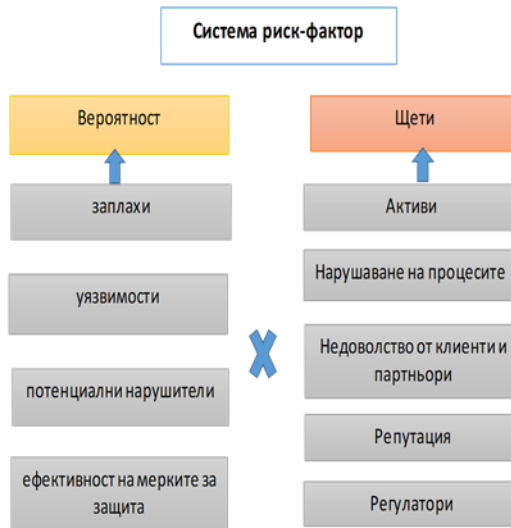 Система риск-фактор
Вероятност
заплахи
уязвимости
потенциални нарушители
ефективност на мерките за
защита
Щети
Активи
Нарушаване на процесите
Недоволство от клиенти и
партньори
Репутация
Регулатори